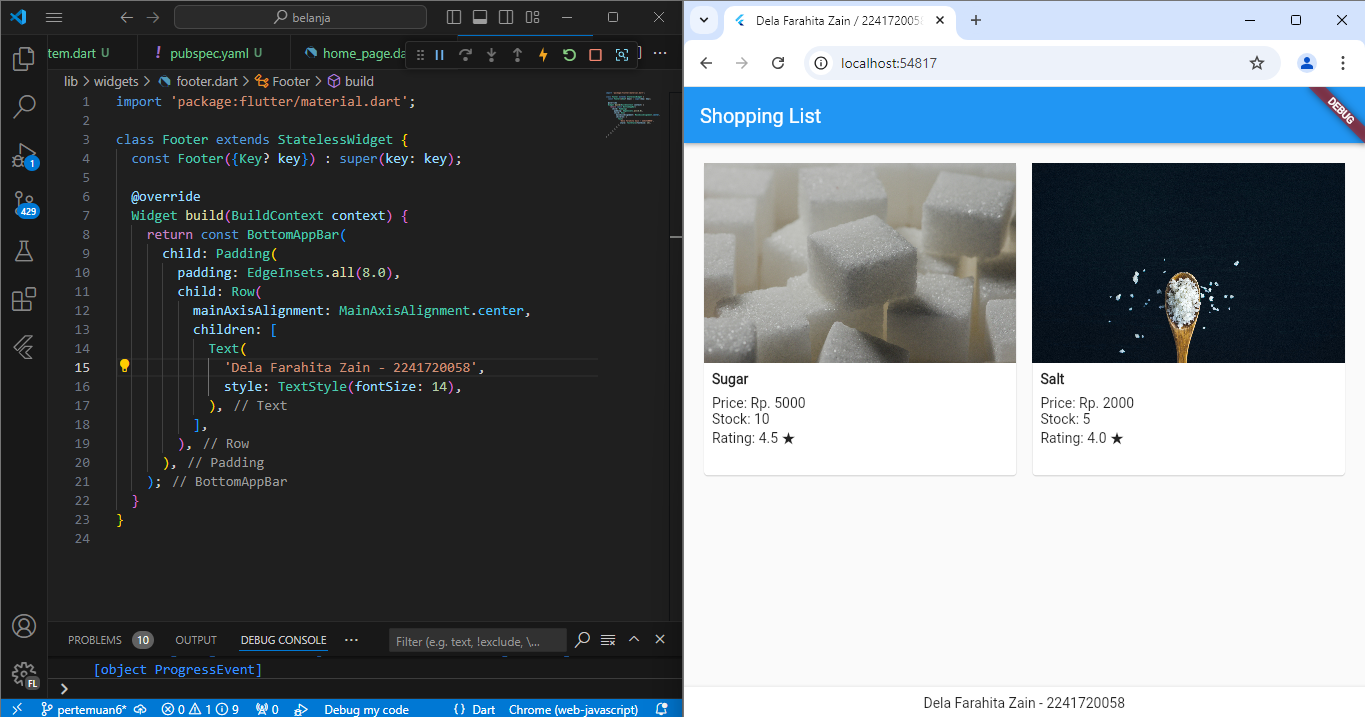 belanja
tem.dart U
pubspec.yaml U
home_page.da
lib > widgets > footer.dart > Footer > build
1 import 'package:flutter/material.dart';
2
3 class Footer extends StatelessWidget {
4 const Footer({Key? key}) : super(key: key);
5
6 @override
7 Widget build(BuildContext context) {
8 return const BottomAppBar(
9 child: Padding(
10 padding: EdgeInsets.all(8.0),
11 child: Row(
12 mainAxisAlignment: MainAxisAlignment.center,
13 children: [
14 Text(
15 'Dela Farahita Zain - 2241720058',
16 style: TextStyle(fontSize: 14),
17 ), // Text
18 ],
19 ), // Row
20 ), // Padding
21 ); // BottomAppBar
22 }
23 }
24
1
429
PROBLEMS 10 OUTPUT DEBUG CONSOLE ... Filter (e.g. text, !exclude, \...
[object ProgressEvent]
FL
pertemuan6* 0 1 9 0 Debug my code {} Dart Chrome (web-javascript)
Dela Farahita Zain / 224172005
localhost:54817
Shopping List
DEBUG
Sugar
Price: Rp. 5000
Stock: 10
Rating: 4.5 ★
Salt
Price: Rp. 2000
Stock: 5
Rating: 4.0 ★
Dela Farahita Zain - 2241720058